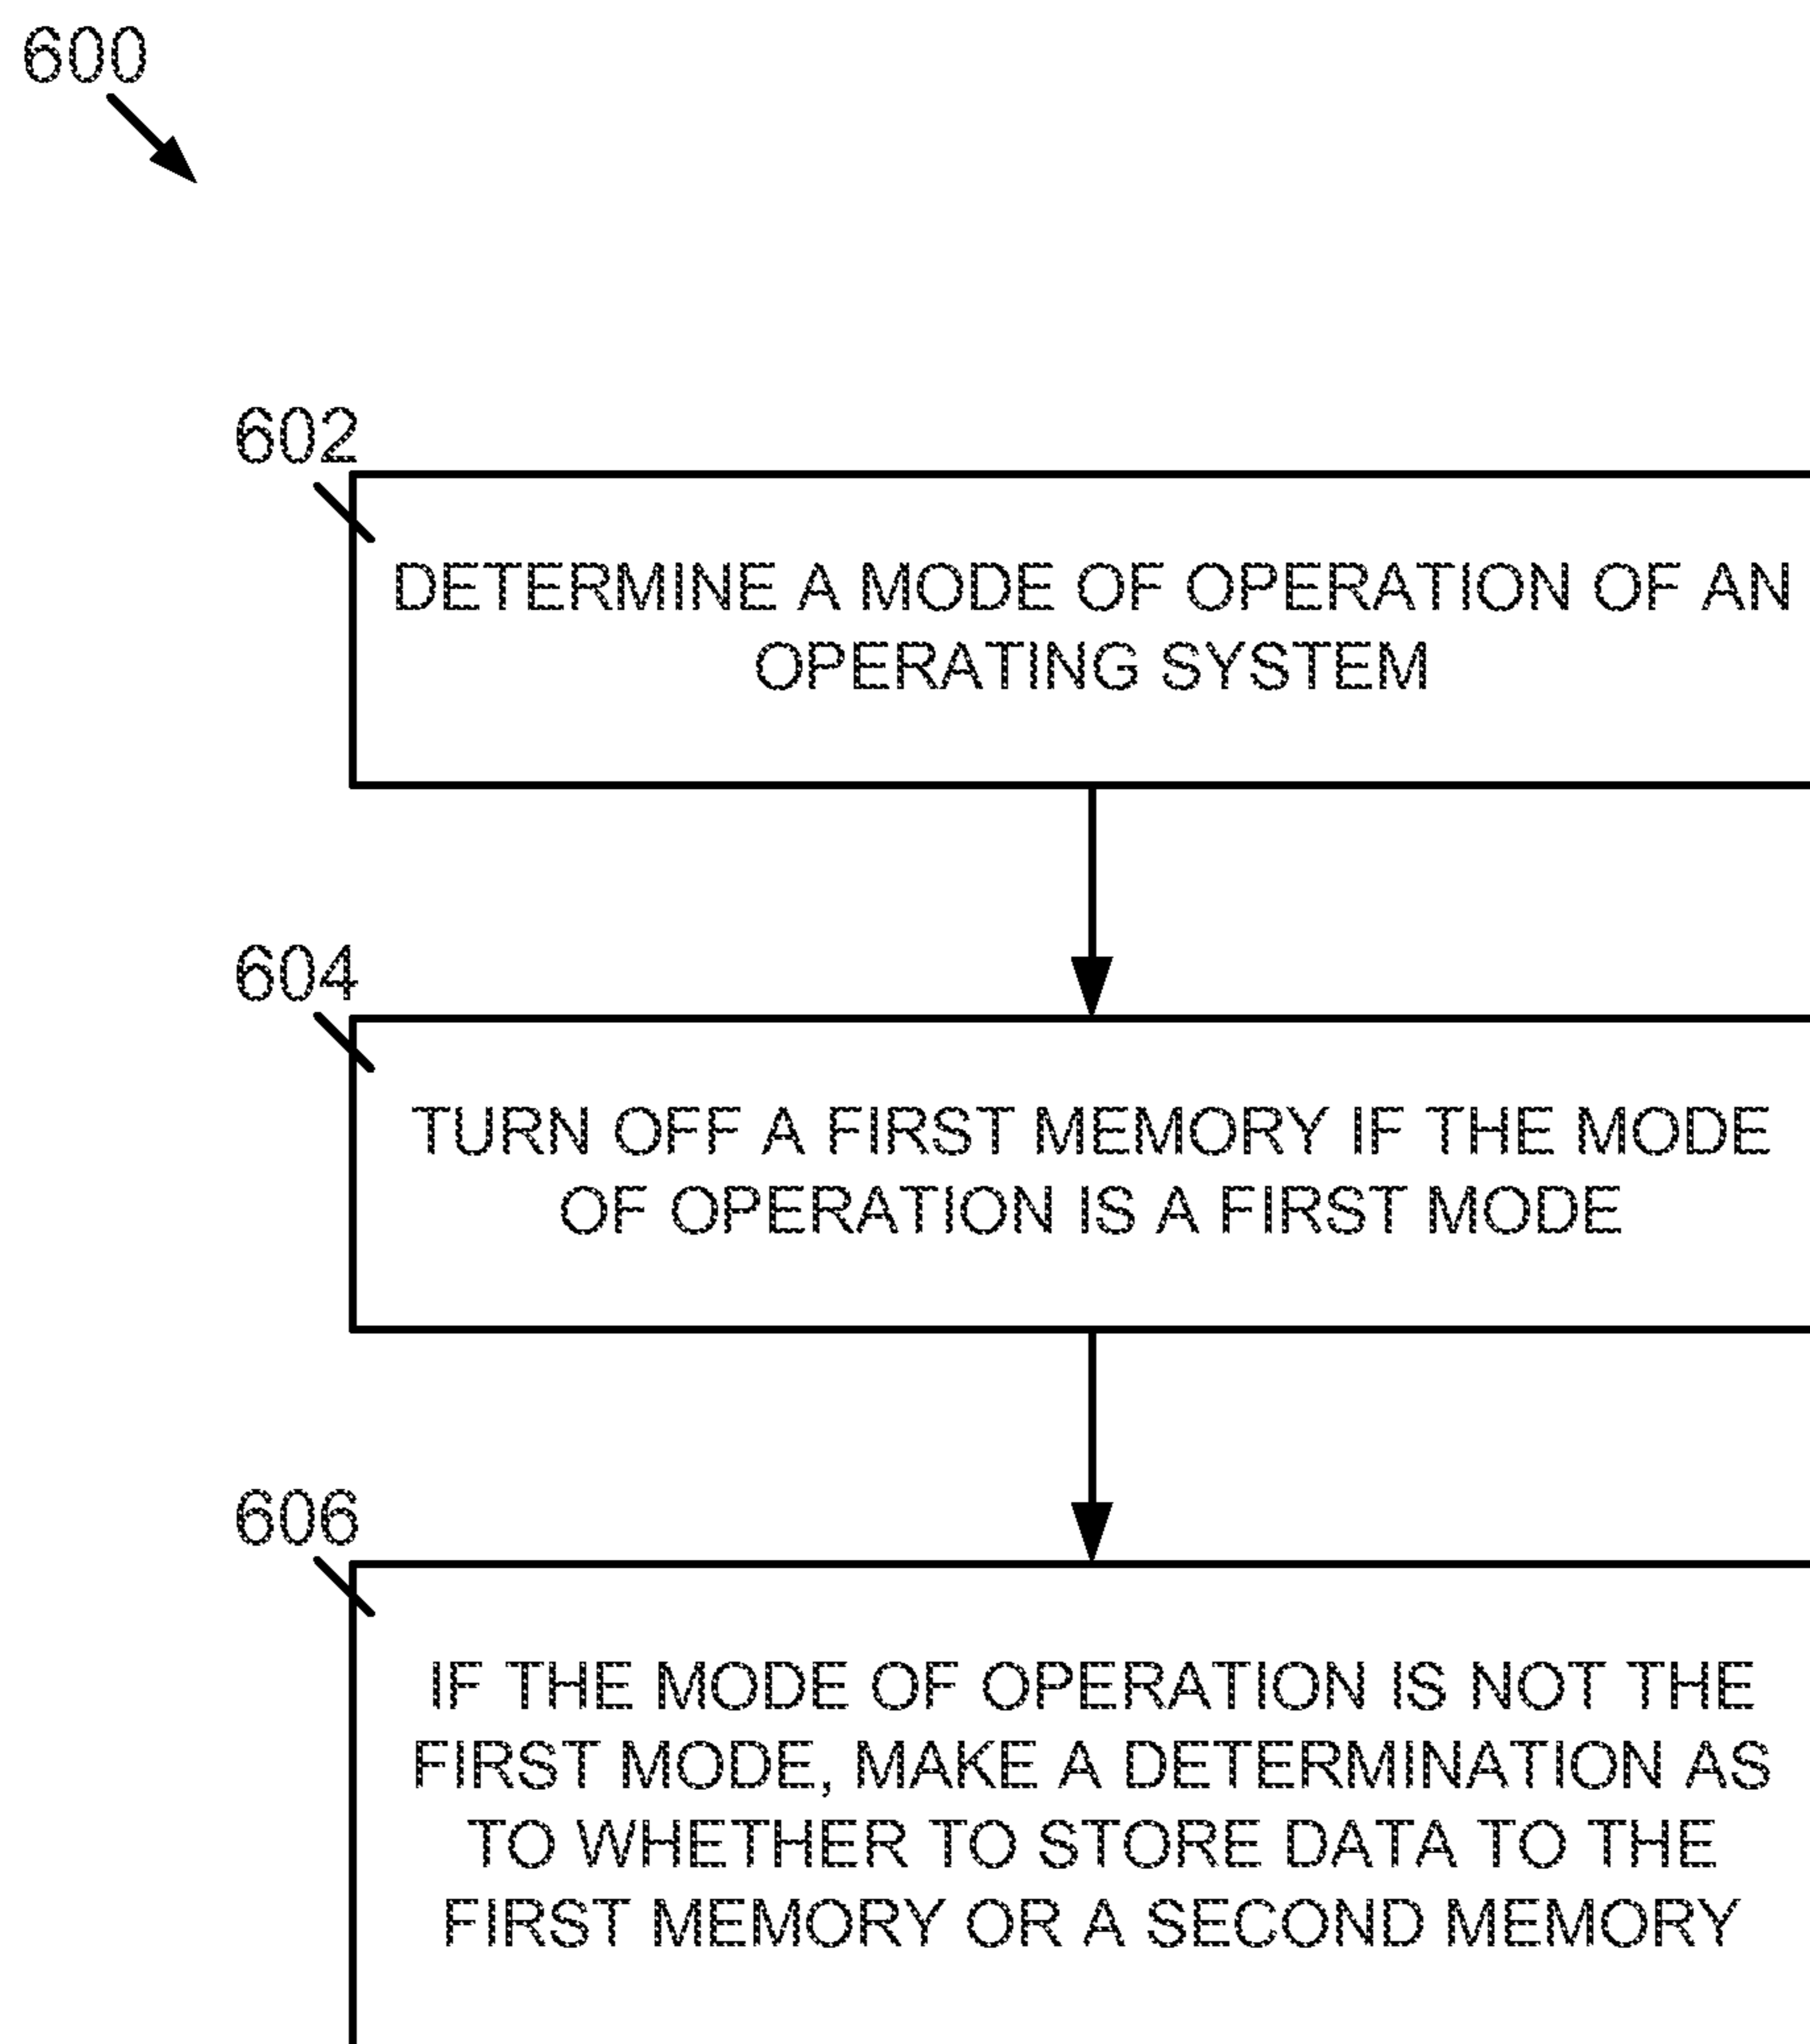 600
602
DETERMINE A MODE OF OPERATION OF AN
OPERATING SYSTEM
604
TURN OFF A FIRST MEMORY IF THE MODE
OF OPERATION IS A FIRST MODE
606
IF THE MODE OF OPERATION IS NOT THE
FIRST MODE, MAKE A DETERMINATION AS
TO WHETHER TO STORE DATA TO THE
FIRST MEMORY OR A SECOND MEMORY